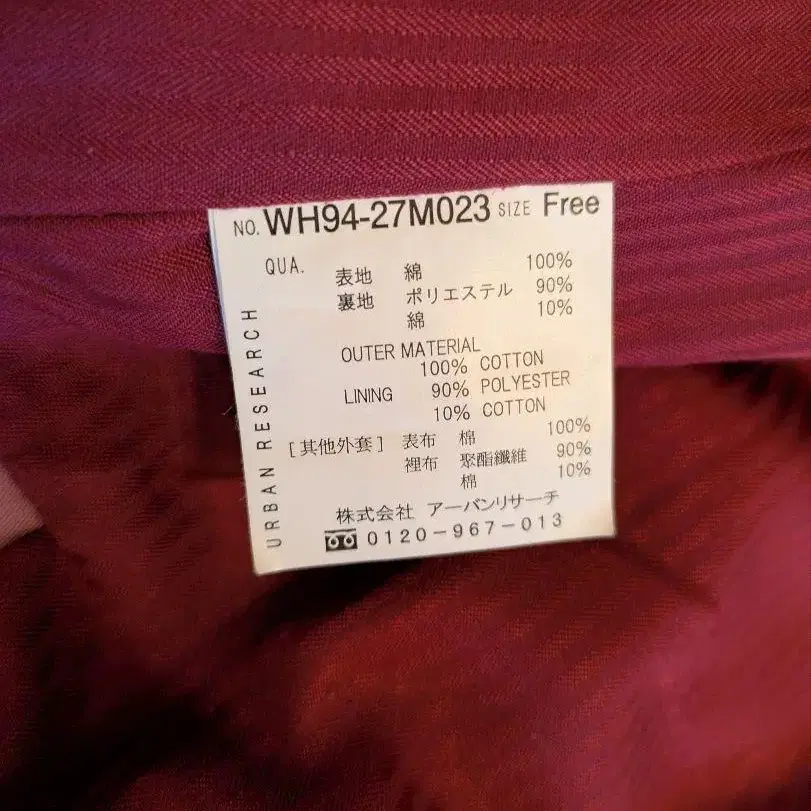 NO. WH94-27M023 SIZE Free
QUA.
表地 綿 100%
裏地 ポリエステル 90%
綿 10%
OUTER MATERIAL
100% COTTON
LINING 90% POLYESTER
10% COTTON
[其他外套] 表布 棉 100%
裡布 聚酯纖維 90%
棉 10%
株式会社 アーバンリサーチ
0120-967-013
URBAN RESEARCH